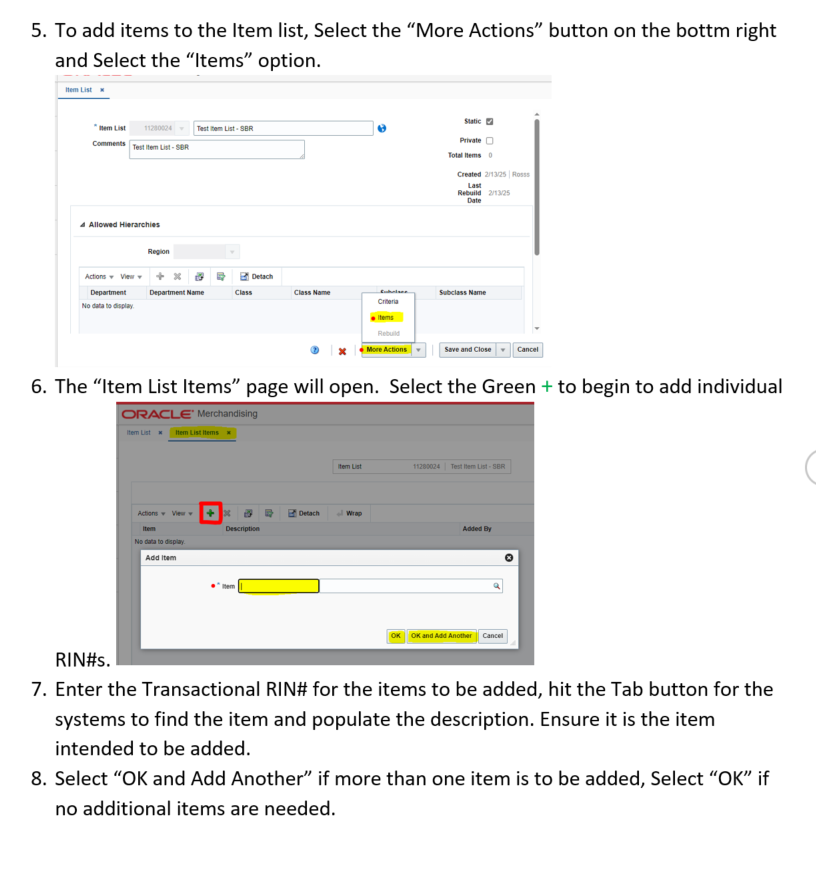 5. To add items to the Item list, Select the “More Actions” button on the bottm right
and Select the “Items” option.
Item List ×
* Item List 11280024 Test Item List - SBR
Static
Comments Test Item List - SBR
Private
Total Items 0
Created 2/13/25 | Rosss
Last
Rebuild 2/13/25
Date
Allowed Hierarchies
Region
Actions View Detach
Department Department Name Class Class Name Subclass Subclass Name
No data to display.
Criteria
Items
Rebuild
More Actions Save and Close Cancel
6. The “Item List Items” page will open. Select the Green + to begin to add individual
ORACLE Merchandising
Item List × Item List Items ×
Item List 11280024 | Test Item List - SBR
Actions View Detach Wrap
Item Description Added By
No data to display.
Add Item
* Item
OK OK and Add Another Cancel
RIN#s.
7. Enter the Transactional RIN# for the items to be added, hit the Tab button for the
systems to find the item and populate the description. Ensure it is the item
intended to be added.
8. Select “OK and Add Another” if more than one item is to be added, Select “OK” if
no additional items are needed.